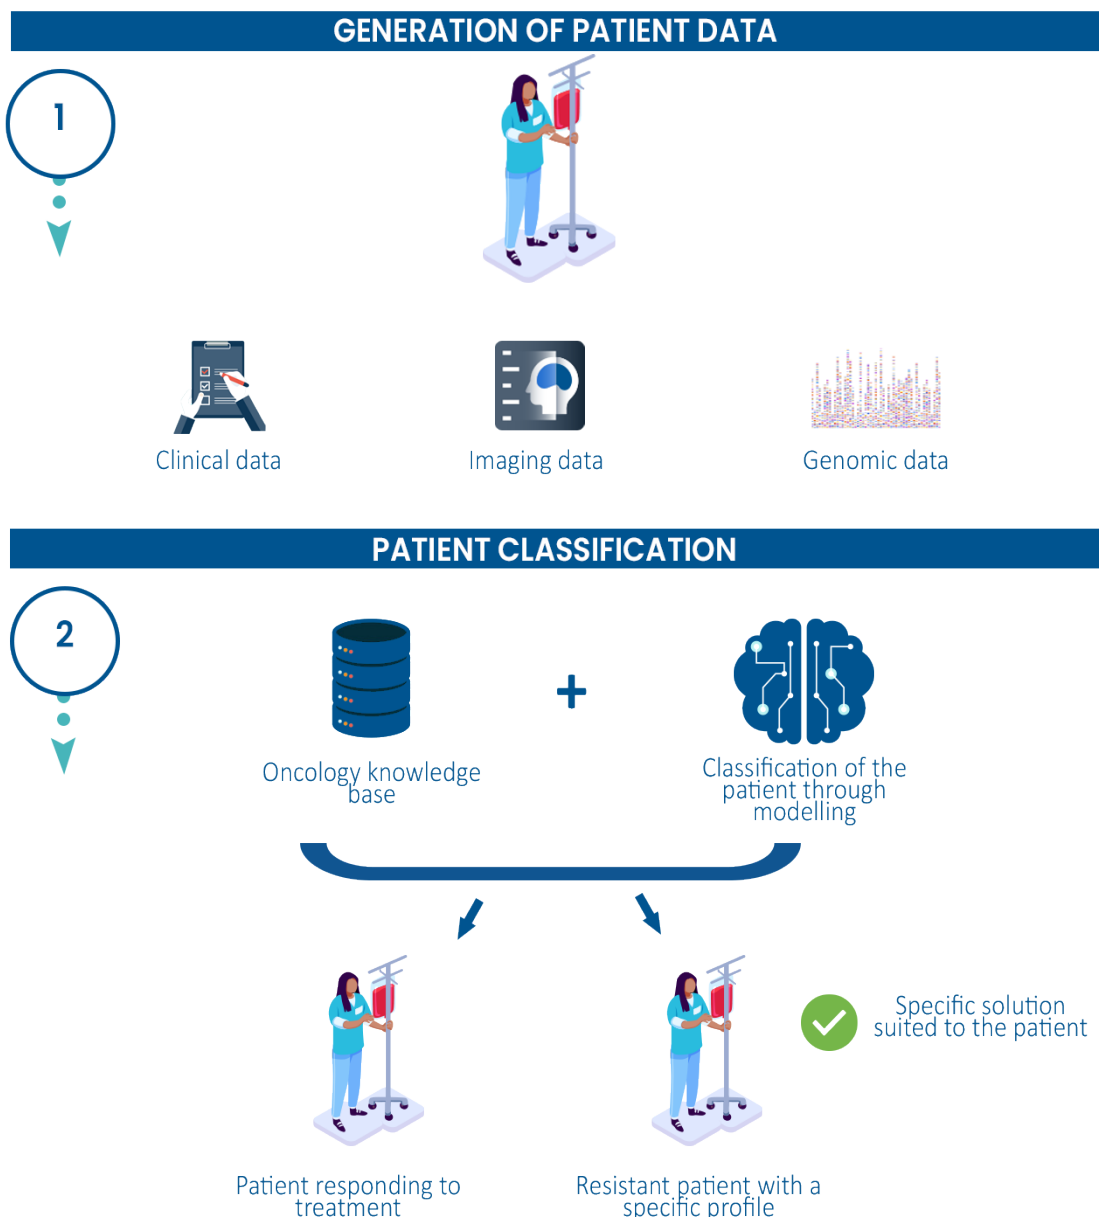 GENERATION OF PATIENT DATA
1
Clinical data
Imaging data
Genomic data
PATIENT CLASSIFICATION
2
Oncology knowledge
base
+
Classification of the
patient through
modelling
Specific solution
suited to the patient
Patient responding to
treatment
Resistant patient with a
specific profile